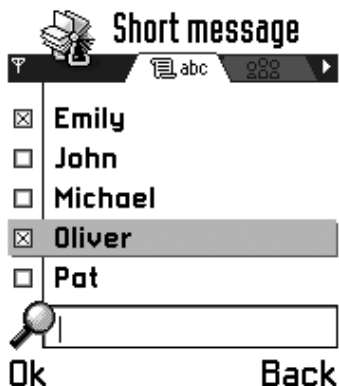 Short message
abc
Emily
John
Michael
Oliver
Pat
Ok Back